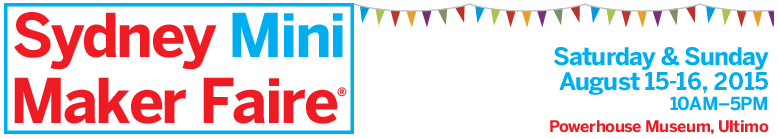 Sydney Mini
Maker Faire®
Saturday & Sunday
August 15-16, 2015
10AM–5PM
Powerhouse Museum, Ultimo